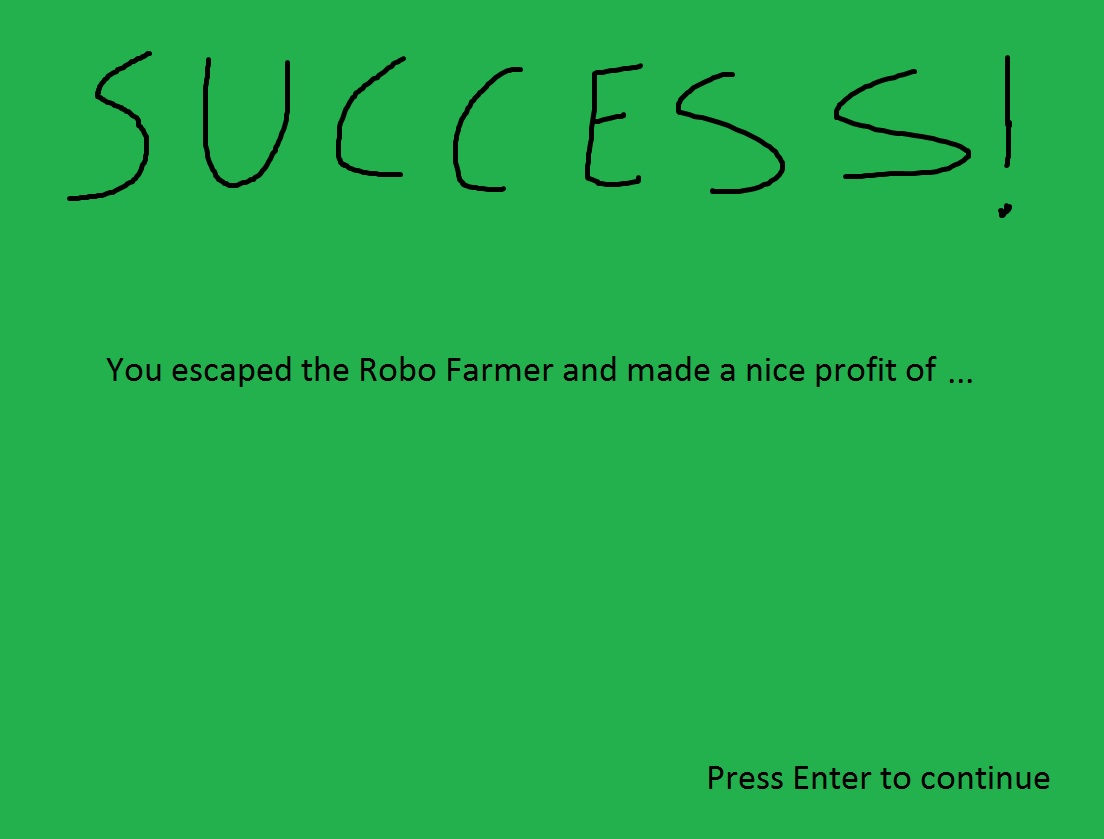 SUCCESS!
You escaped the Robo Farmer and made a nice profit of ...
Press Enter to continue